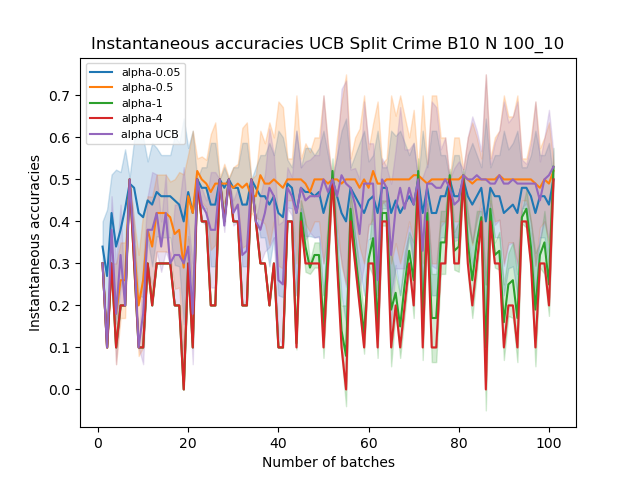 Instantaneous accuracies UCB Split Crime B10 N 100_10
alpha-0.05
alpha-0.5
alpha-1
alpha-4
alpha UCB
0.7
0.6
0.5
0.4
0.3
0.2
0.1
0.0
Instantaneous accuracies
0 20 40 60 80 100
Number of batches